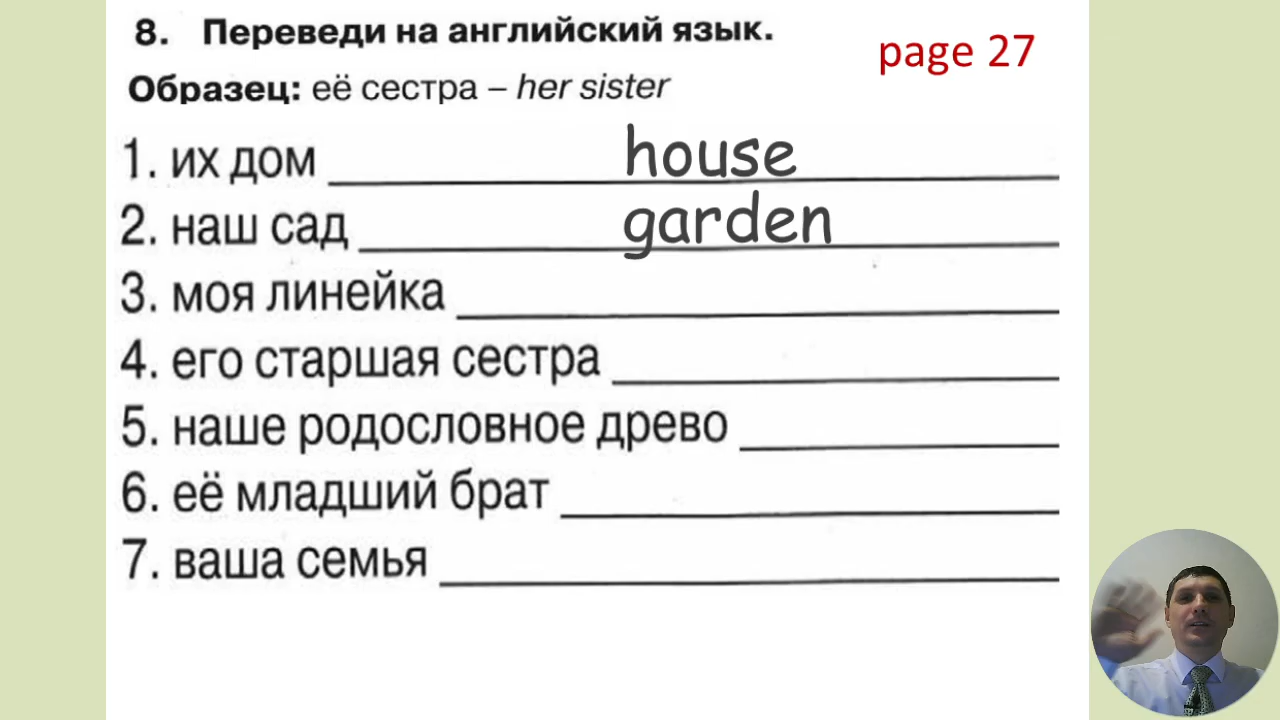 8. Переведи на английский язык.
page 27
Образец: её сестра – her sister
1. их дом house
2. наш сад garden
3. моя линейка
4. его старшая сестра
5. наше родословное древо
6. её младший брат
7. ваша семья